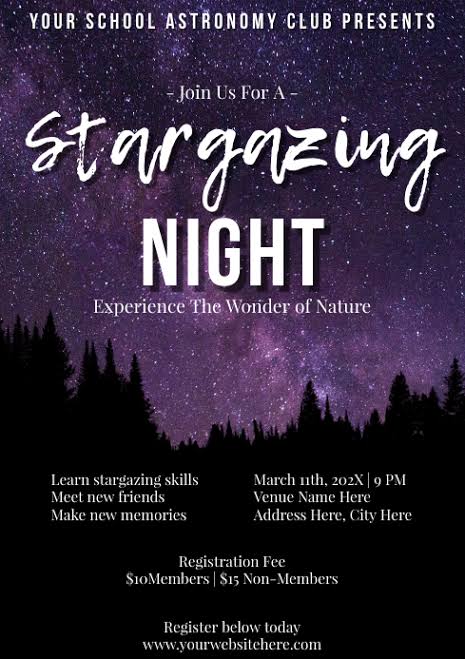 YOUR SCHOOL ASTRONOMY CLUB PRESENTS
- Join Us For A -
Stargazing
NIGHT
Experience The Wonder of Nature
Learn stargazing skills
Meet new friends
Make new memories
March 11th, 202X | 9 PM
Venue Name Here
Address Here, City Here
Registration Fee
$10Members | $15 Non-Members
Register below today
www.yourwebsitehere.com